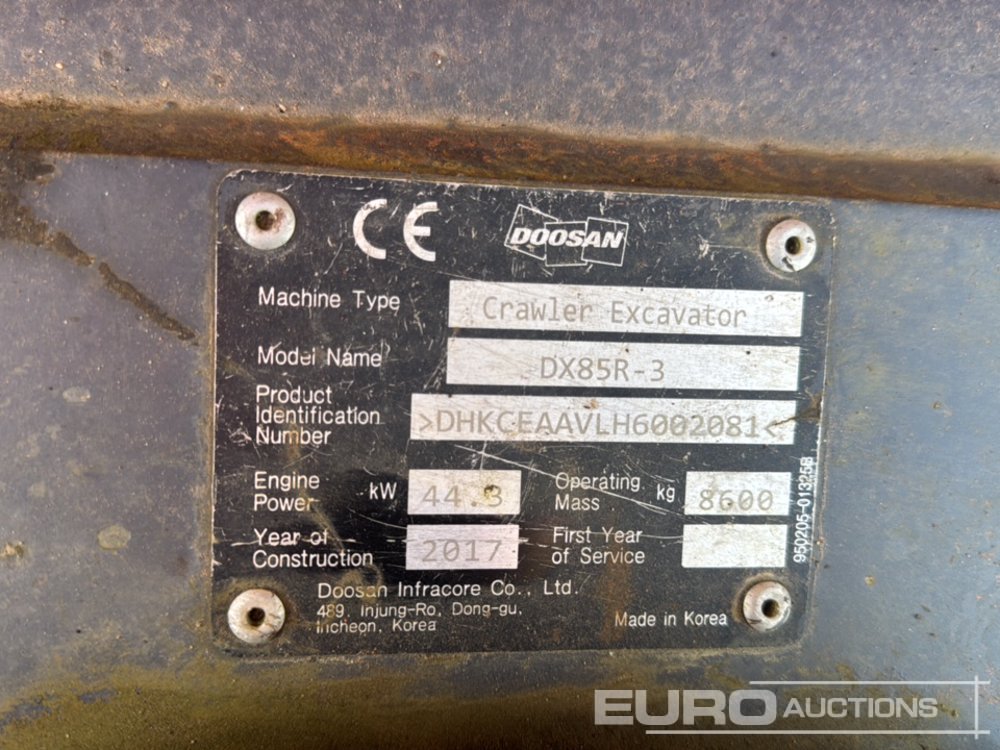 CE DOOSAN
Machine Type Crawler Excavator
Model Name DX85R-3
Product
Identification
Number >DHKCEAAVLH6002081<
Engine
Power kW 44.3 Operating
Mass kg 8600
Year of
Construction 2017 First Year
of Service
950205-01325B
Doosan Infracore Co., Ltd.
489, Injung-Ro, Dong-gu,
Incheon, Korea
Made in Korea
EURO AUCTIONS